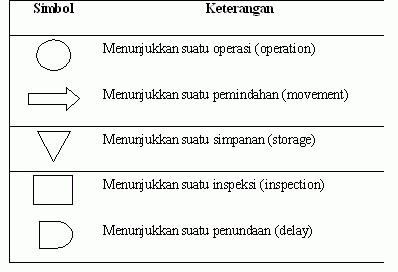 Simbol Keterangan
Menunjukkan suatu operasi (operation)
Menunjukkan suatu pemindahan (movement)
Menunjukkan suatu simpanan (storage)
Menunjukkan suatu inspeksi (inspection)
Menunjukkan suatu penundaan (delay)